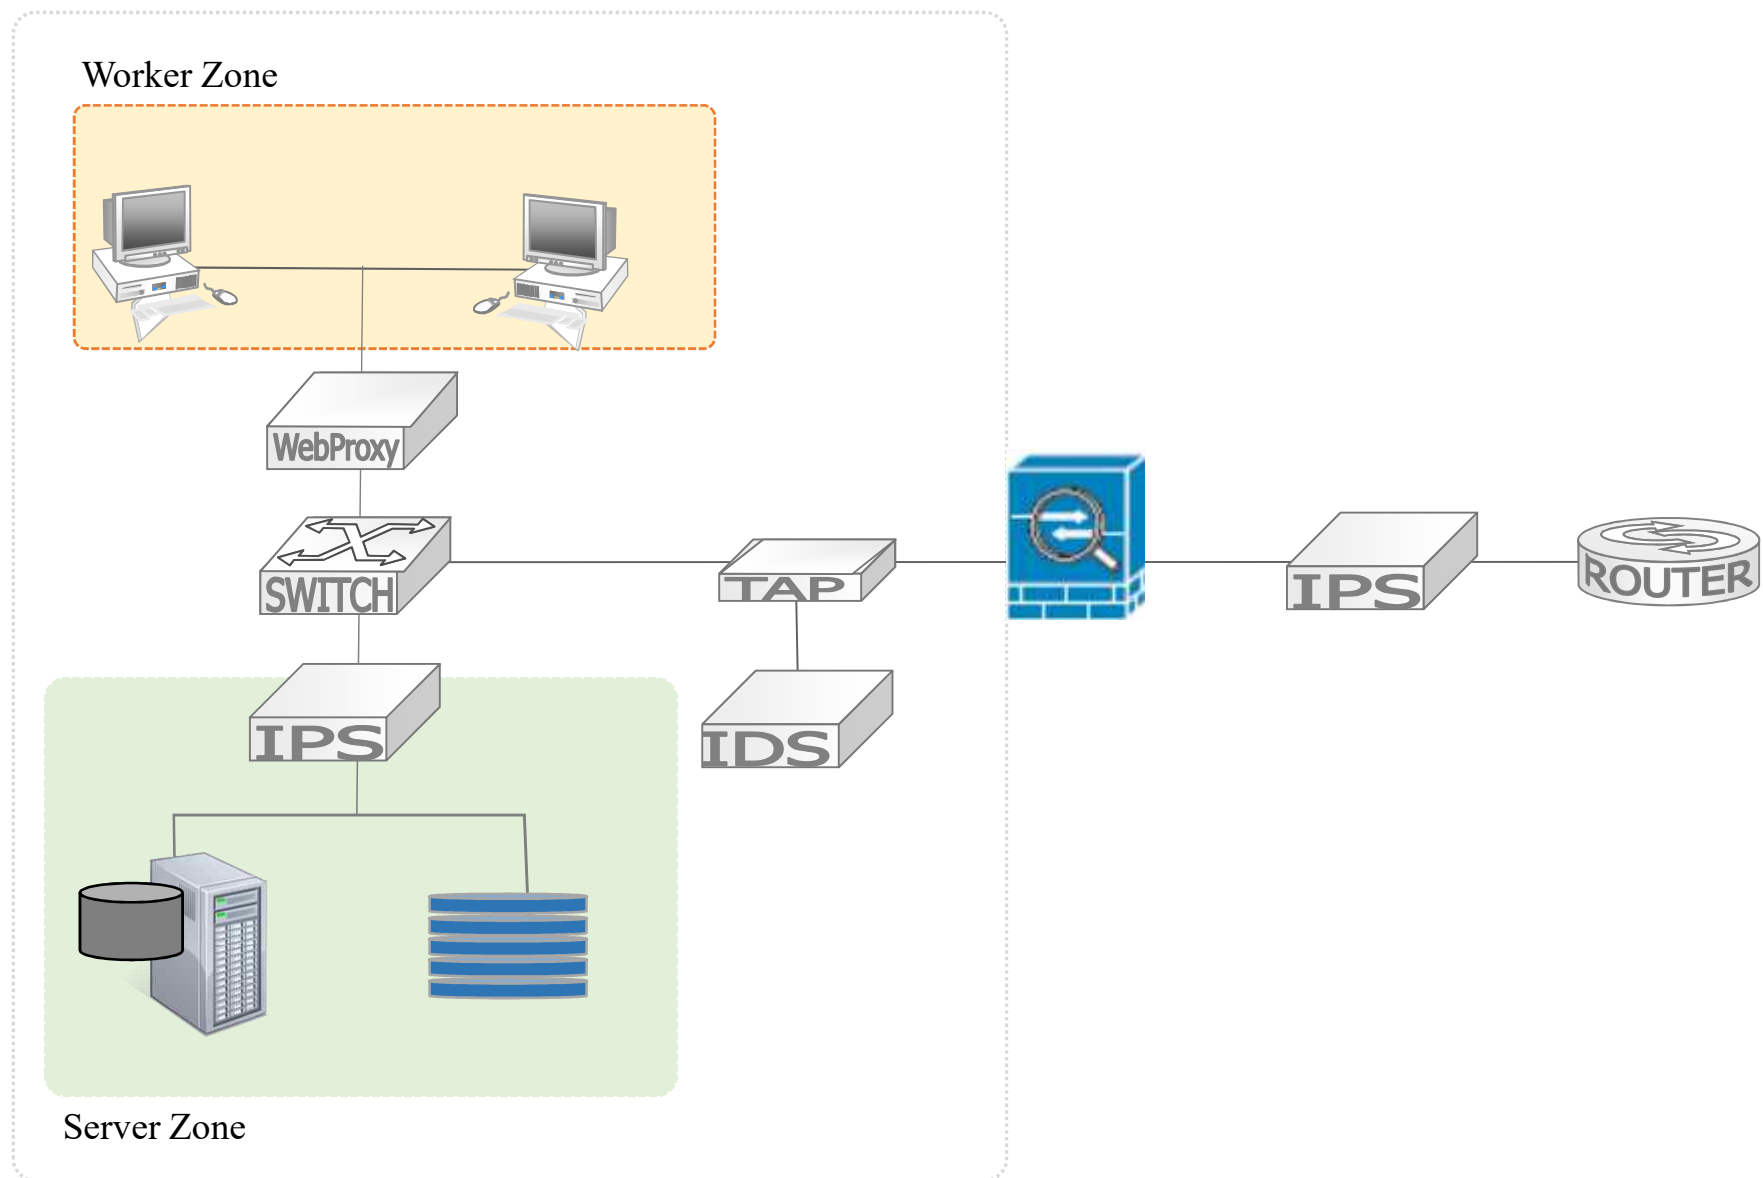 Worker Zone
WebProxy
SWITCH
TAP
IPS
ROUTER
IPS
IDS
Server Zone